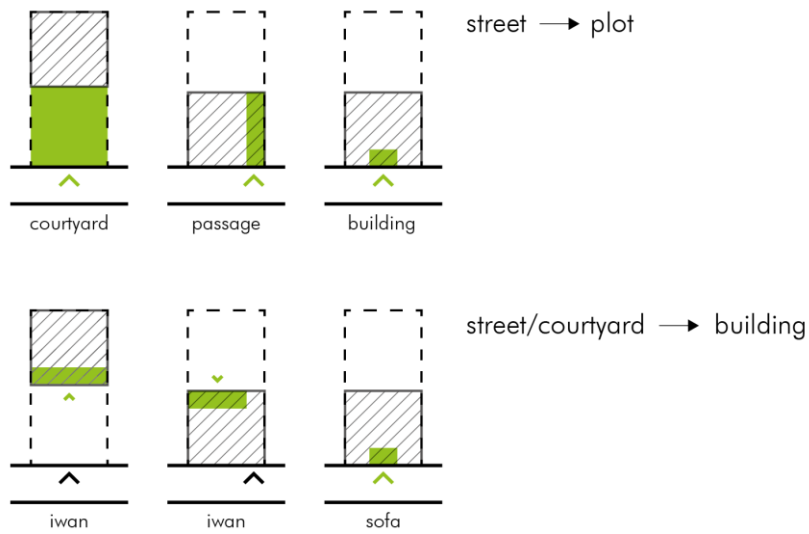 street → plot
courtyard passage building
street/courtyard → building
iwan iwan sofa